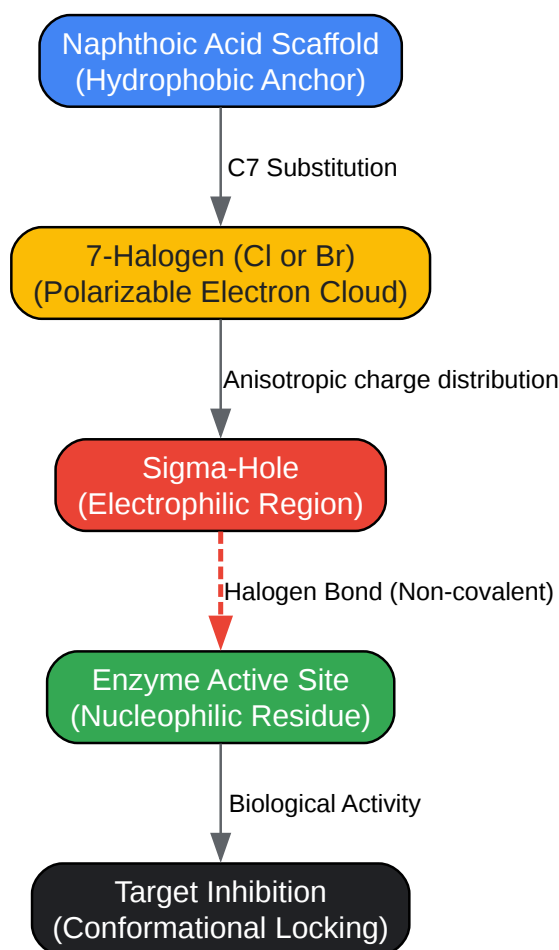 Naphthoic Acid Scaffold
(Hydrophobic Anchor)
C7 Substitution
7-Halogen (Cl or Br)
(Polarizable Electron Cloud)
Anisotropic charge distribution
Sigma-Hole
(Electrophilic Region)
Halogen Bond (Non-covalent)
Enzyme Active Site
(Nucleophilic Residue)
Biological Activity
Target Inhibition
(Conformational Locking)